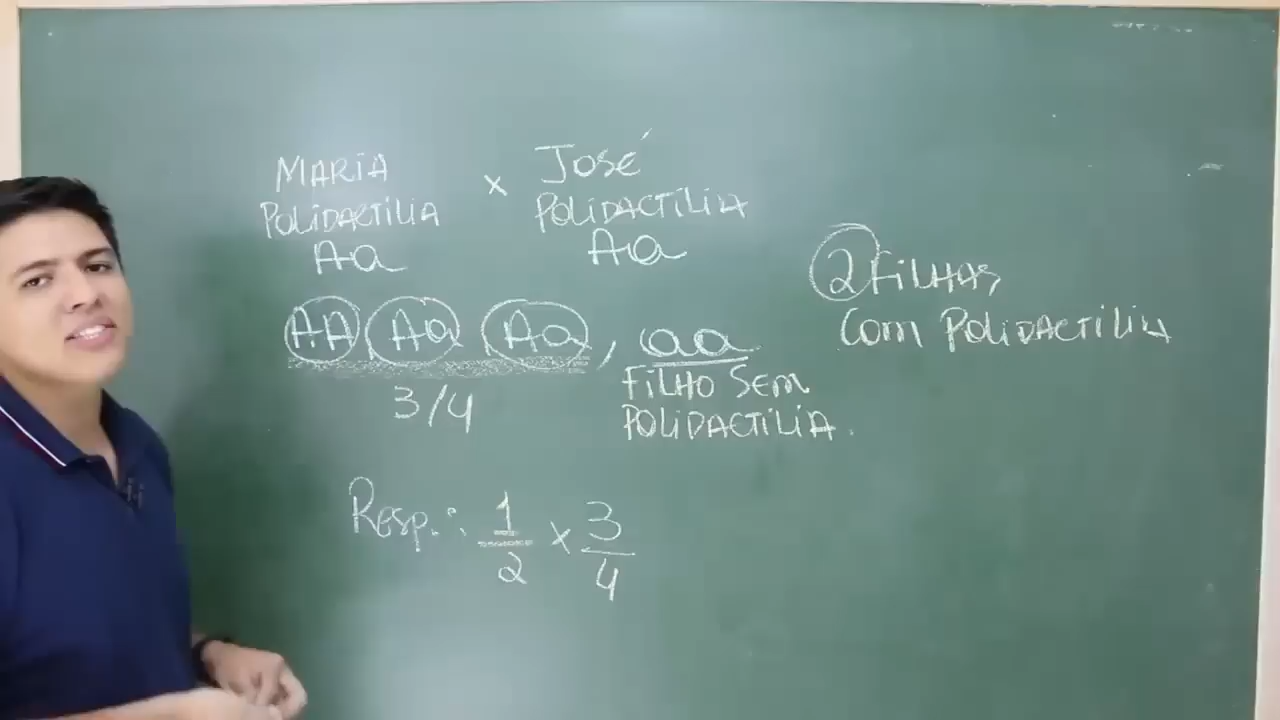 MARIA
POLIDACTILIA
Aa
x
JOSÉ
POLIDACTILIA
Aa
AA Aa Aa, aa
3/4
FILHO SEM
POLIDACTILIA.
2 FILHAS
COM POLIDACTILIA
Resp.: 1/2 x 3/4